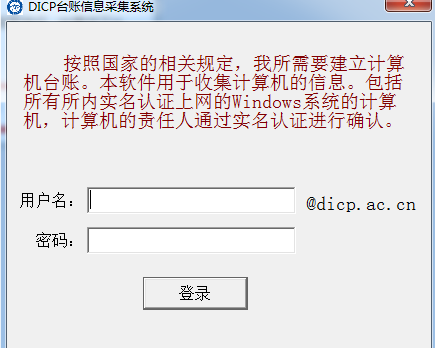 DICP台账信息采集系统
按照国家的相关规定，我所需要建立计算
机台账。本软件用于收集计算机的信息。包括
所有所内实名认证上网的Windows系统的计算
机，计算机的责任人通过实名认证进行确认。
用户名：@dicp.ac.cn
密码：
登录